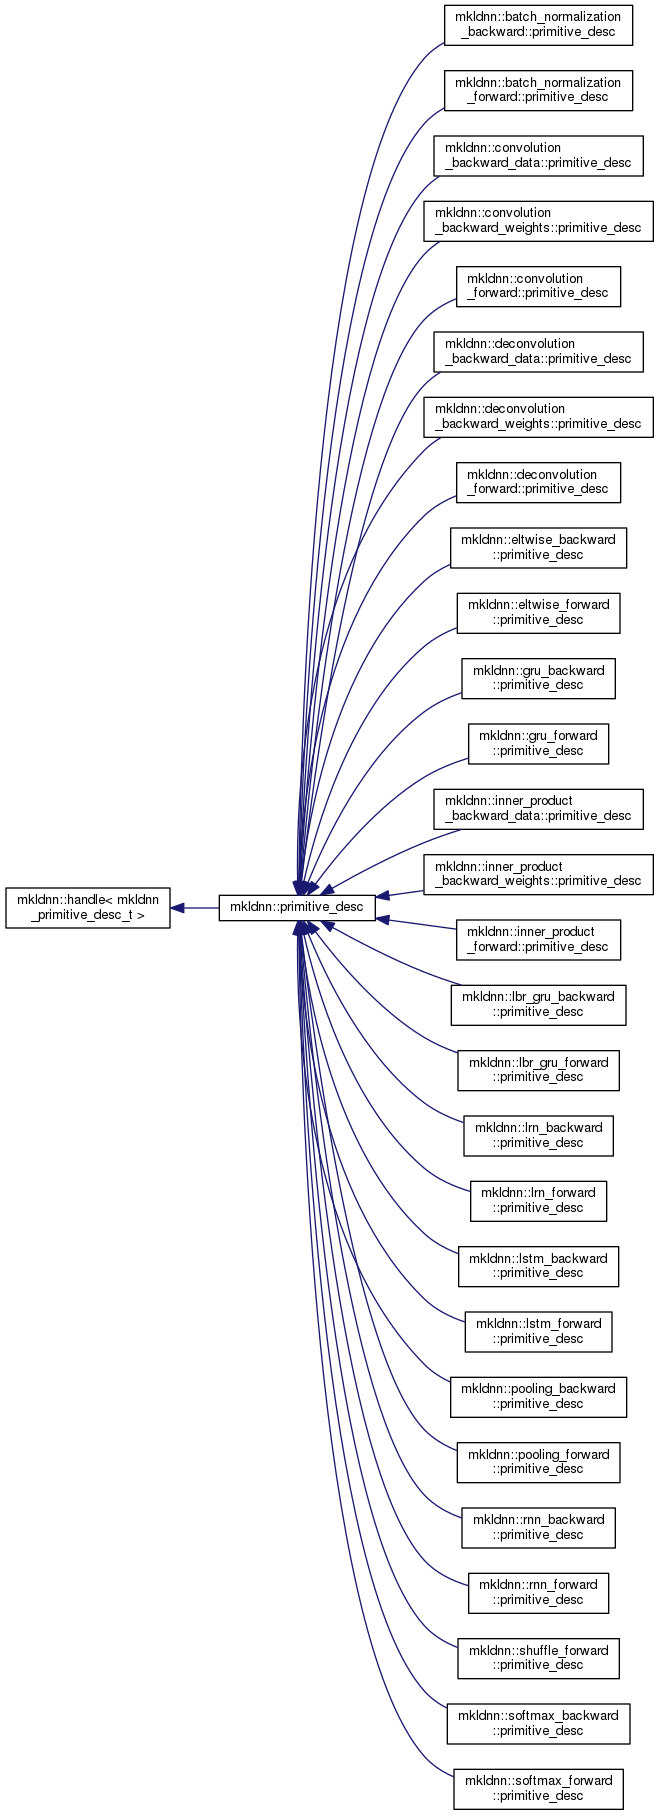 mkldnn::batch_normalization
_backward::primitive_desc
mkldnn::batch_normalization
_forward::primitive_desc
mkldnn::convolution
_backward_data::primitive_desc
mkldnn::convolution
_backward_weights::primitive_desc
mkldnn::convolution
_forward::primitive_desc
mkldnn::deconvolution
_backward_data::primitive_desc
mkldnn::deconvolution
_backward_weights::primitive_desc
mkldnn::deconvolution
_forward::primitive_desc
mkldnn::eltwise_backward
::primitive_desc
mkldnn::eltwise_forward
::primitive_desc
mkldnn::gru_backward
::primitive_desc
mkldnn::gru_forward
::primitive_desc
mkldnn::inner_product
_backward_data::primitive_desc
mkldnn::inner_product
_backward_weights::primitive_desc
mkldnn::handle< mkldnn
_primitive_desc_t >
mkldnn::primitive_desc
mkldnn::inner_product
_forward::primitive_desc
mkldnn::lbr_gru_backward
::primitive_desc
mkldnn::lbr_gru_forward
::primitive_desc
mkldnn::lrn_backward
::primitive_desc
mkldnn::lrn_forward
::primitive_desc
mkldnn::lstm_backward
::primitive_desc
mkldnn::lstm_forward
::primitive_desc
mkldnn::pooling_backward
::primitive_desc
mkldnn::pooling_forward
::primitive_desc
mkldnn::rnn_backward
::primitive_desc
mkldnn::rnn_forward
::primitive_desc
mkldnn::shuffle_forward
::primitive_desc
mkldnn::softmax_backward
::primitive_desc
mkldnn::softmax_forward
::primitive_desc